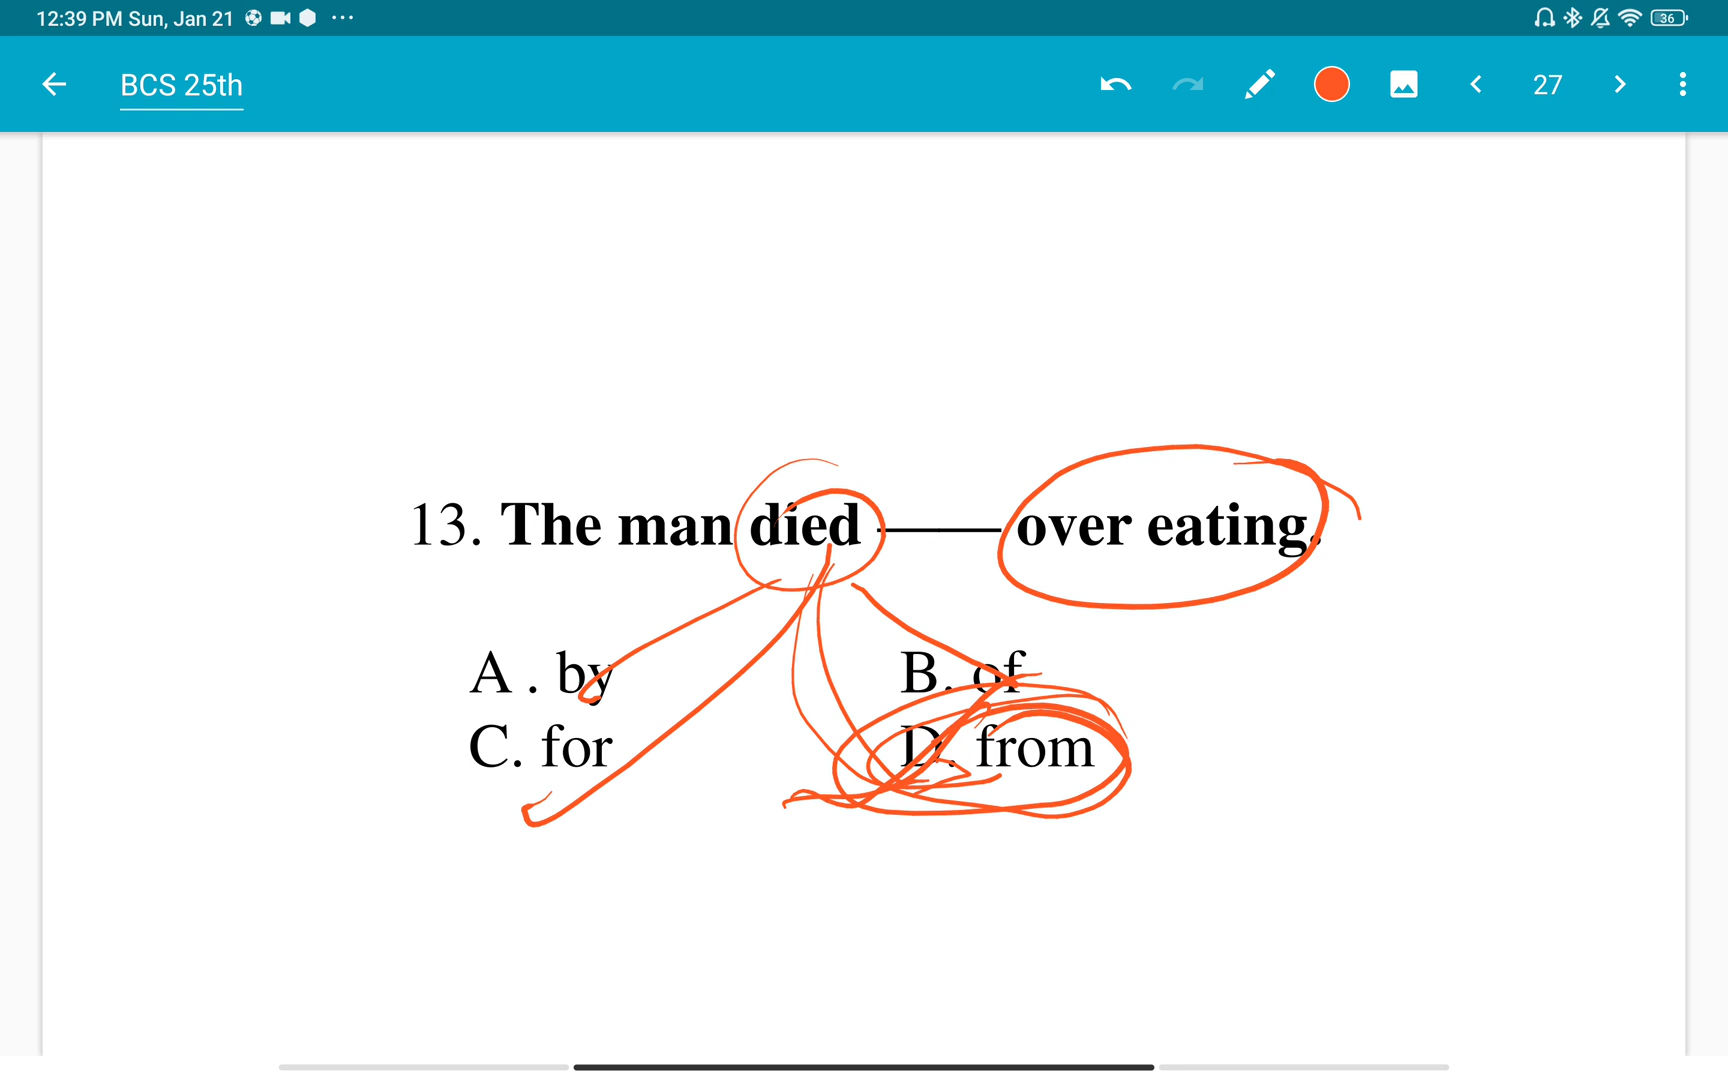 12:39 PM Sun, Jan 21
36
BCS 25th
27
13. The man died —— over eating.
A . by B. of
C. for D. from